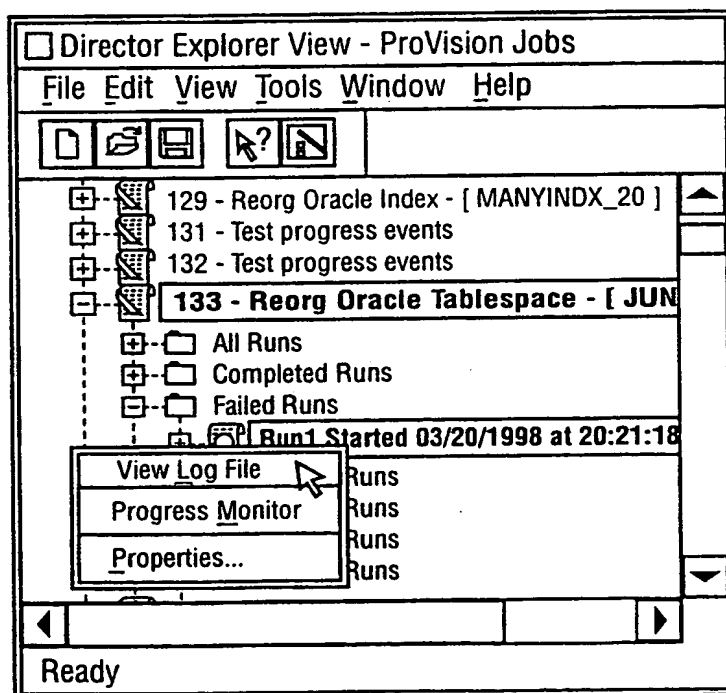 Director Explorer View - ProVision Jobs
File Edit View Tools Window Help
?
129 - Reorg Oracle Index - [ MANYINDX_20 ]
131 - Test progress events
132 - Test progress events
133 - Reorg Oracle Tablespace - [ JUN
All Runs
Completed Runs
Failed Runs
Run1 Started 03/20/1998 at 20:21:18
View Log File
Runs
Progress Monitor
Runs
Runs
Properties...
Runs
Ready